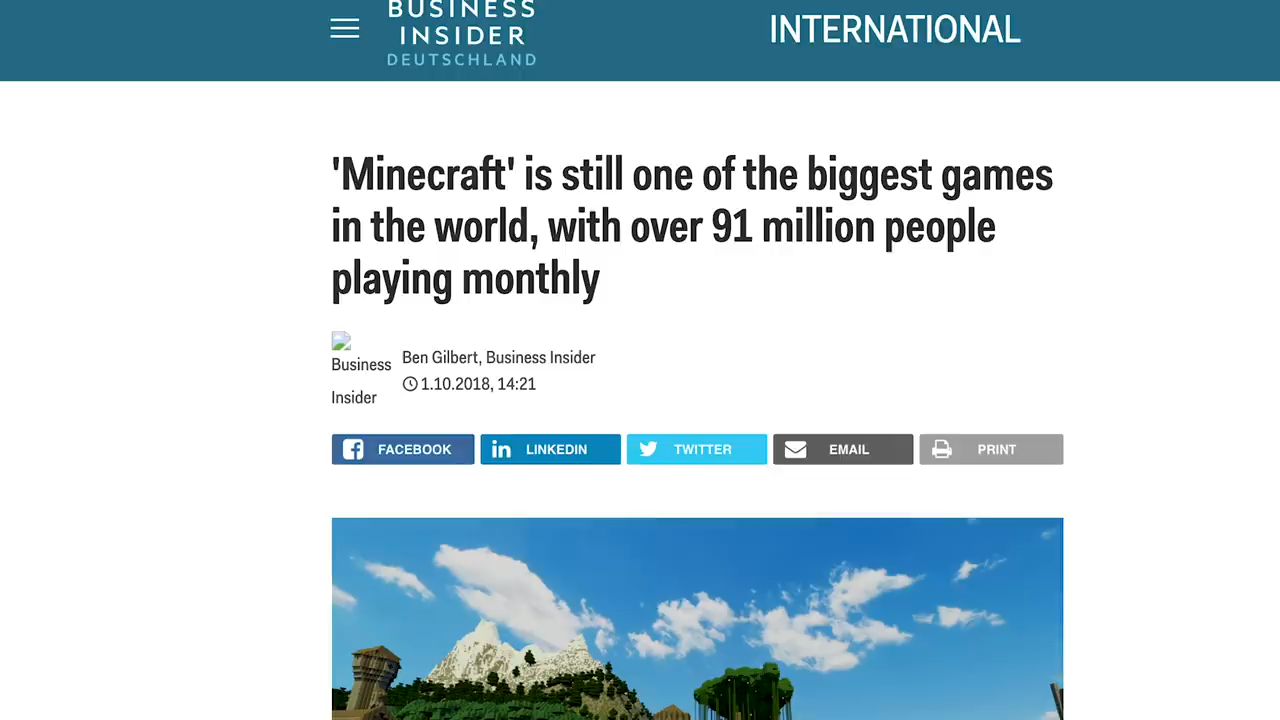 BUSINESS
INSIDER
DEUTSCHLAND
INTERNATIONAL
'Minecraft' is still one of the biggest games
in the world, with over 91 million people
playing monthly
Business
Insider
Ben Gilbert, Business Insider
1.10.2018, 14:21
FACEBOOK
LINKEDIN
TWITTER
EMAIL
PRINT